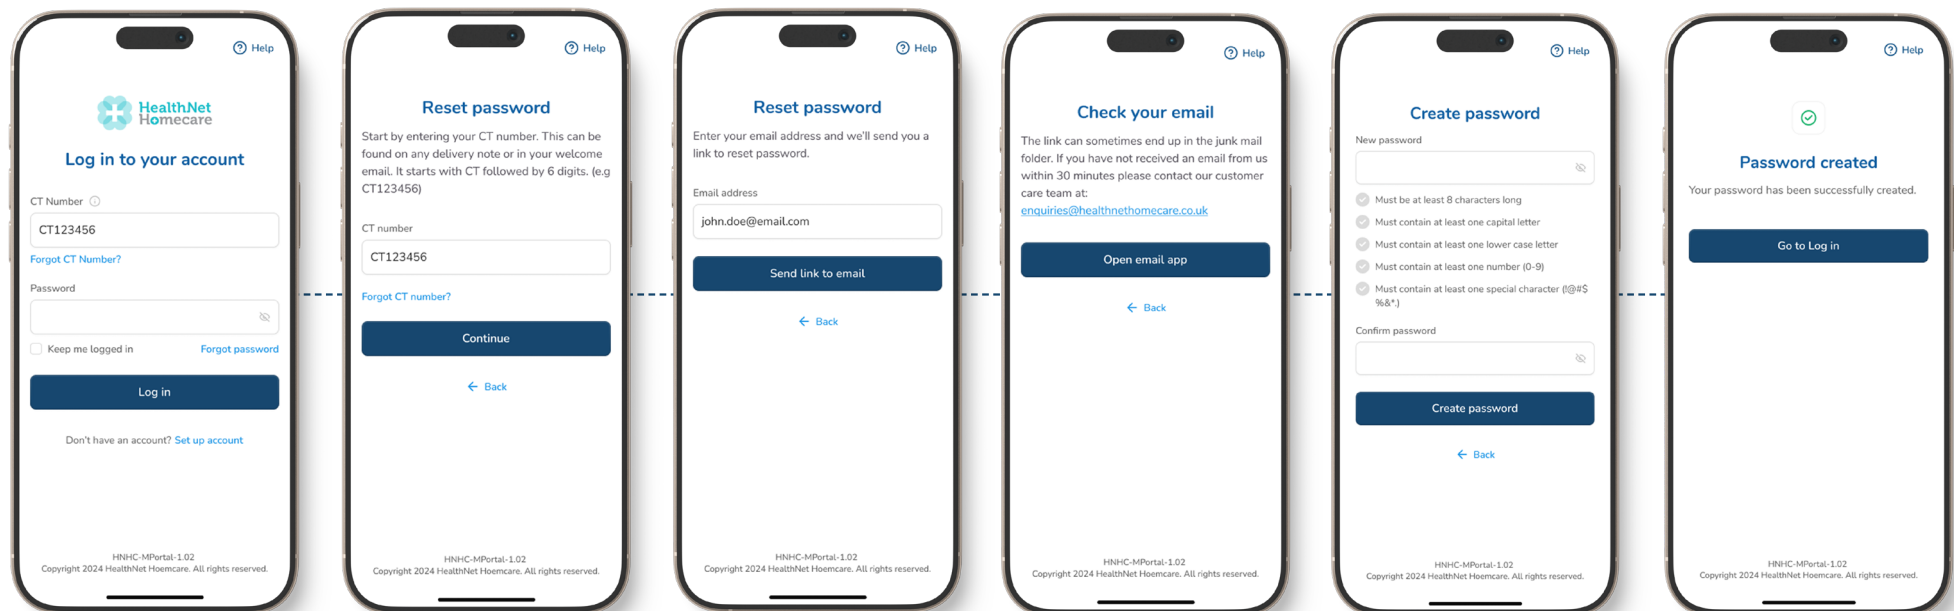 Help
HealthNet
Homecare
Log in to your account
CT Number
CT123456
Forgot CT Number?
Password
Keep me logged in
Forgot password
Log in
Don't have an account? Set up account
HNHC-MPortal-1.02
Copyright 2024 HealthNet Hoemcare. All rights reserved.
Help
Reset password
Start by entering your CT number. This can be
found on any delivery note or in your welcome
email. It starts with CT followed by 6 digits. (e.g
CT123456)
CT number
CT123456
Forgot CT number?
Continue
← Back
HNHC-MPortal-1.02
Copyright 2024 HealthNet Hoemcare. All rights reserved.
Help
Reset password
Enter your email address and we'll send you a
link to reset password.
Email address
john.doe@email.com
Send link to email
← Back
HNHC-MPortal-1.02
Copyright 2024 HealthNet Hoemcare. All rights reserved.
Help
Check your email
The link can sometimes end up in the junk mail
folder. If you have not received an email from us
within 30 minutes please contact our customer
care team at:
enquiries@healthnethomecare.co.uk
Open email app
← Back
HNHC-MPortal-1.02
Copyright 2024 HealthNet Hoemcare. All rights reserved.
Help
Create password
New password
Must be at least 8 characters long
Must contain at least one capital letter
Must contain at least one lower case letter
Must contain at least one number (0-9)
Must contain at least one special character (!@#$
%&*.)
Confirm password
Create password
← Back
HNHC-MPortal-1.02
Copyright 2024 HealthNet Hoemcare. All rights reserved.
Help
Password created
Your password has been successfully created.
Go to Log in
HNHC-MPortal-1.02
Copyright 2024 HealthNet Hoemcare. All rights reserved.